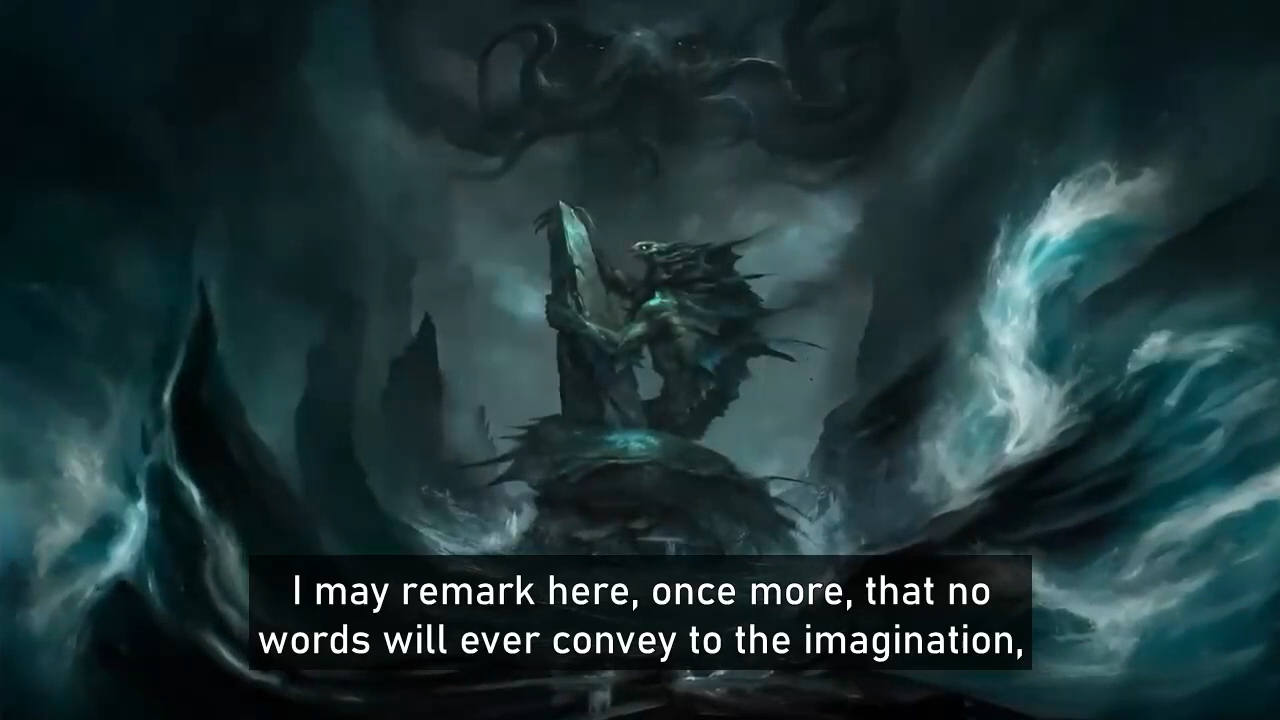 I may remark here, once more, that no
words will ever convey to the imagination,